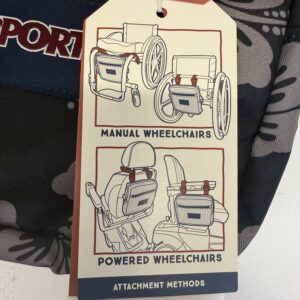 SPORT
MANUAL WHEELCHAIRS
POWERED WHEELCHAIRS
ATTACHMENT METHODS